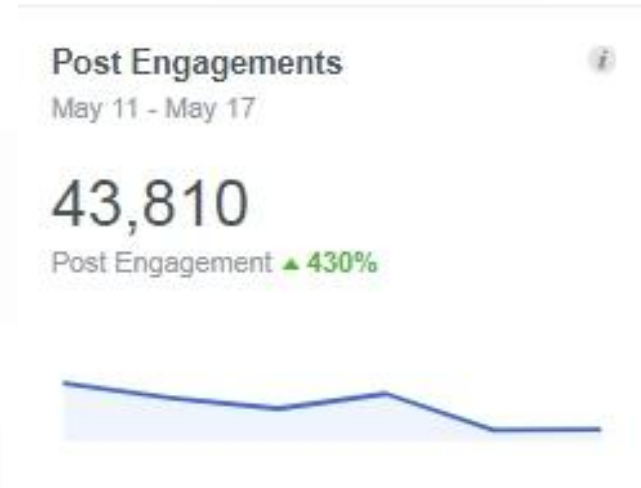 Post Engagements
i
May 11 - May 17
43,810
Post Engagement ▲ 430%